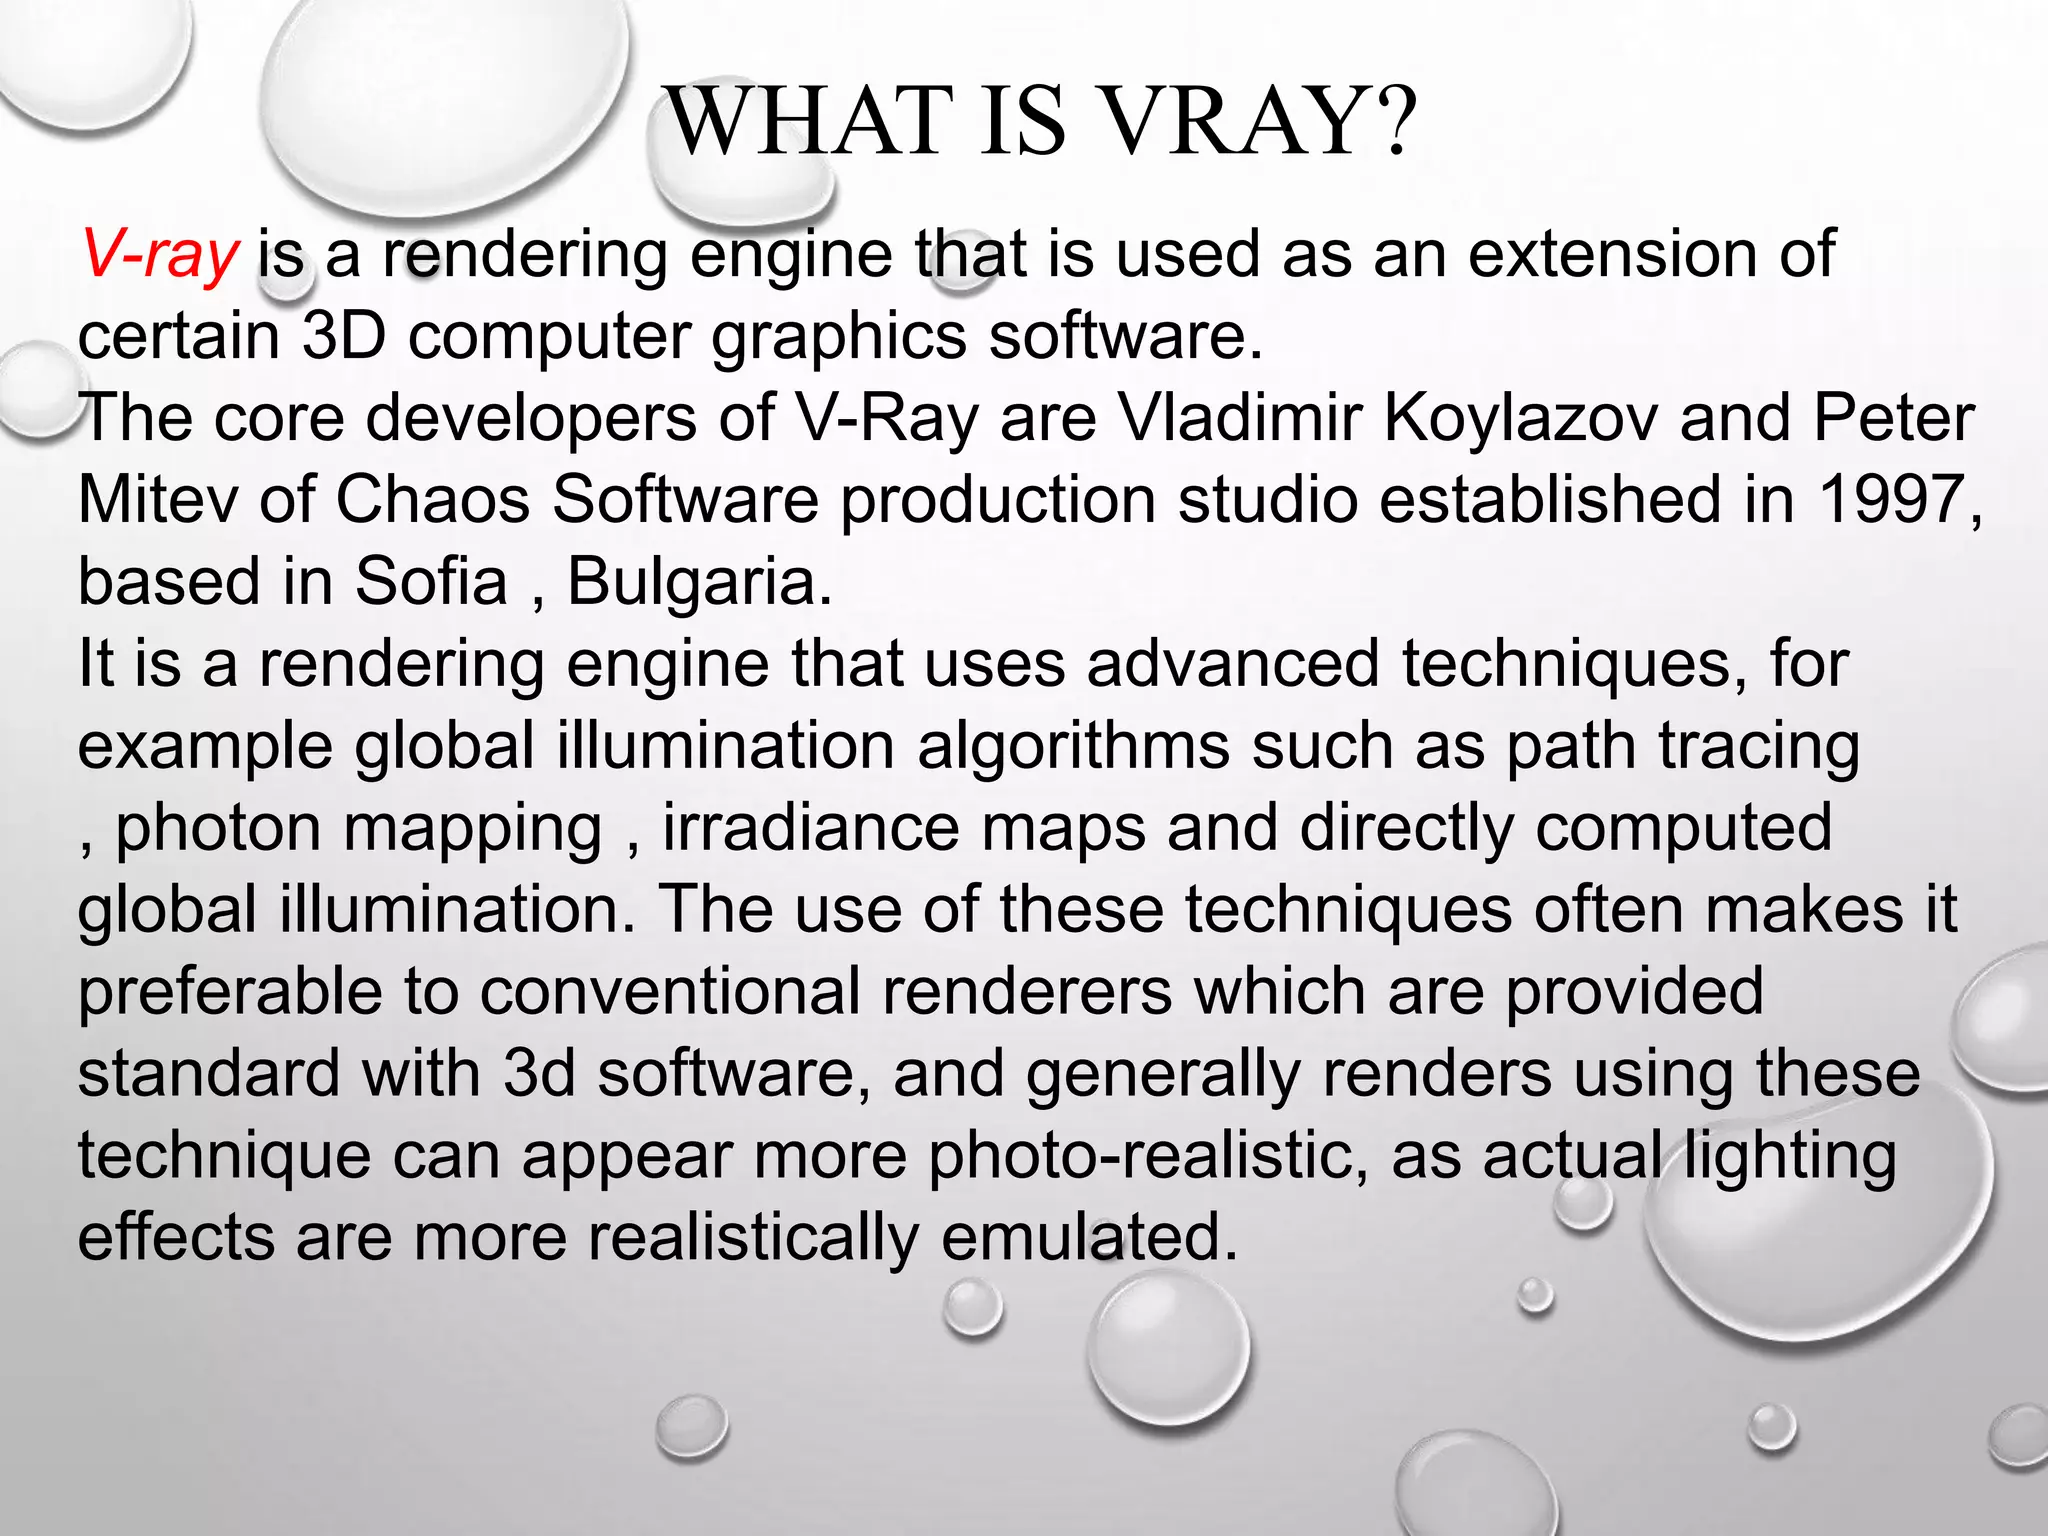 WHAT IS VRAY?
V-ray is a rendering engine that is used as an extension of
certain 3D computer graphics software.
The core developers of V-Ray are Vladimir Koylazov and Peter
Mitev of Chaos Software production studio established in 1997,
based in Sofia , Bulgaria.
It is a rendering engine that uses advanced techniques, for
example global illumination algorithms such as path tracing
, photon mapping , irradiance maps and directly computed
global illumination. The use of these techniques often makes it
preferable to conventional renderers which are provided
standard with 3d software, and generally renders using these
technique can appear more photo-realistic, as actual lighting
effects are more realistically emulated.